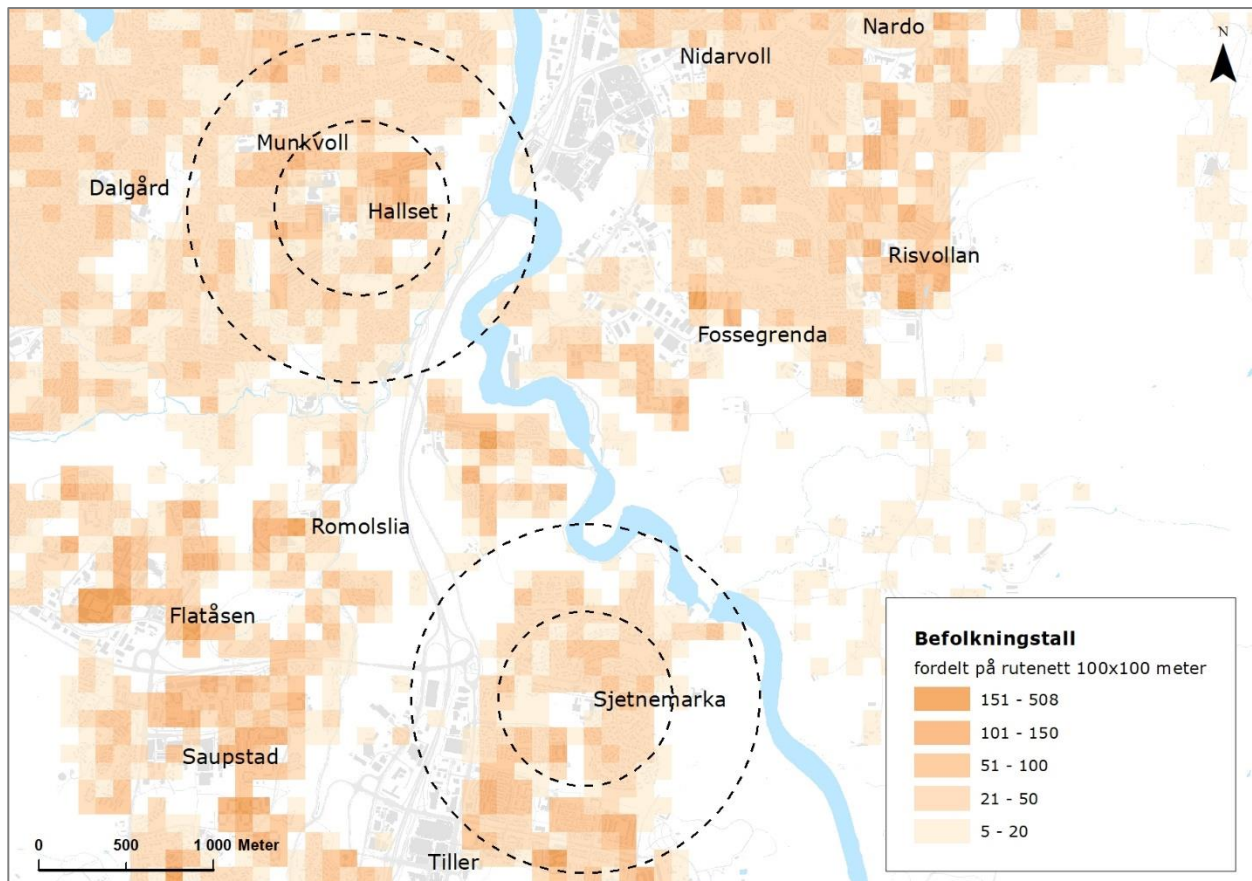 Nardo
N
Nidarvoll
Munkvoll
Dalgård
Hallset
Risvollan
Fossegrenda
Romolslia
Flatåsen
Sjetnemarka
Saupstad
Tiller
0 500 1 000 Meter
Befolkningstall
fordelt på rutenett 100x100 meter
151 - 508
101 - 150
51 - 100
21 - 50
5 - 20